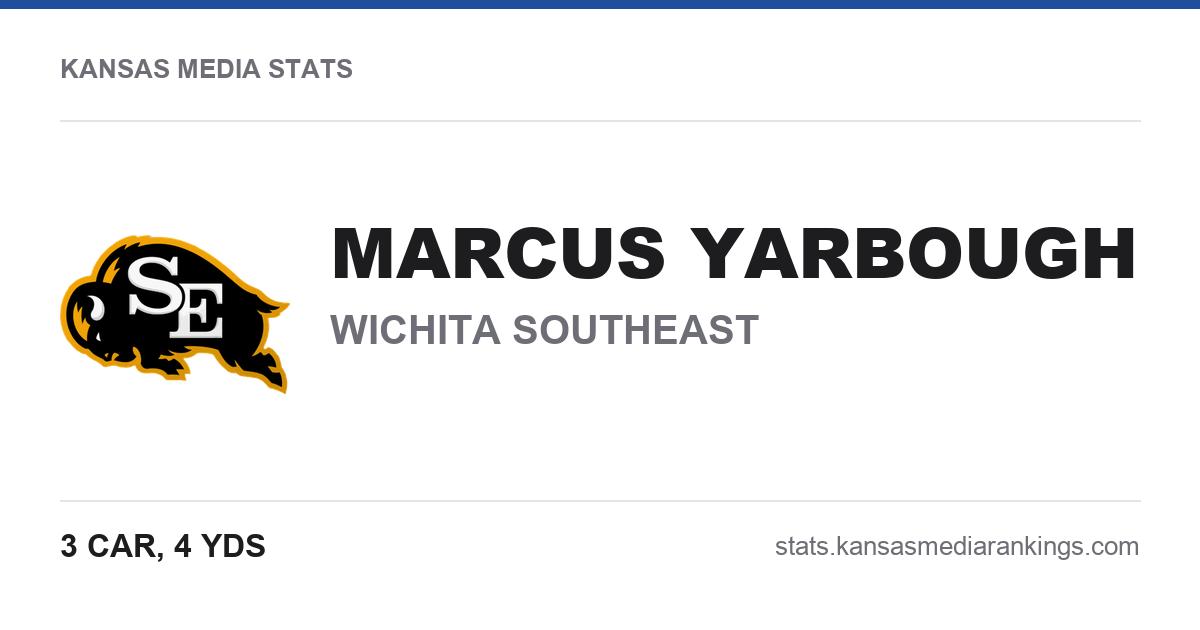 KANSAS MEDIA STATS
SE
MARCUS YARBOUGH
WICHITA SOUTHEAST
3 CAR, 4 YDS
stats.kansasmediarankings.com